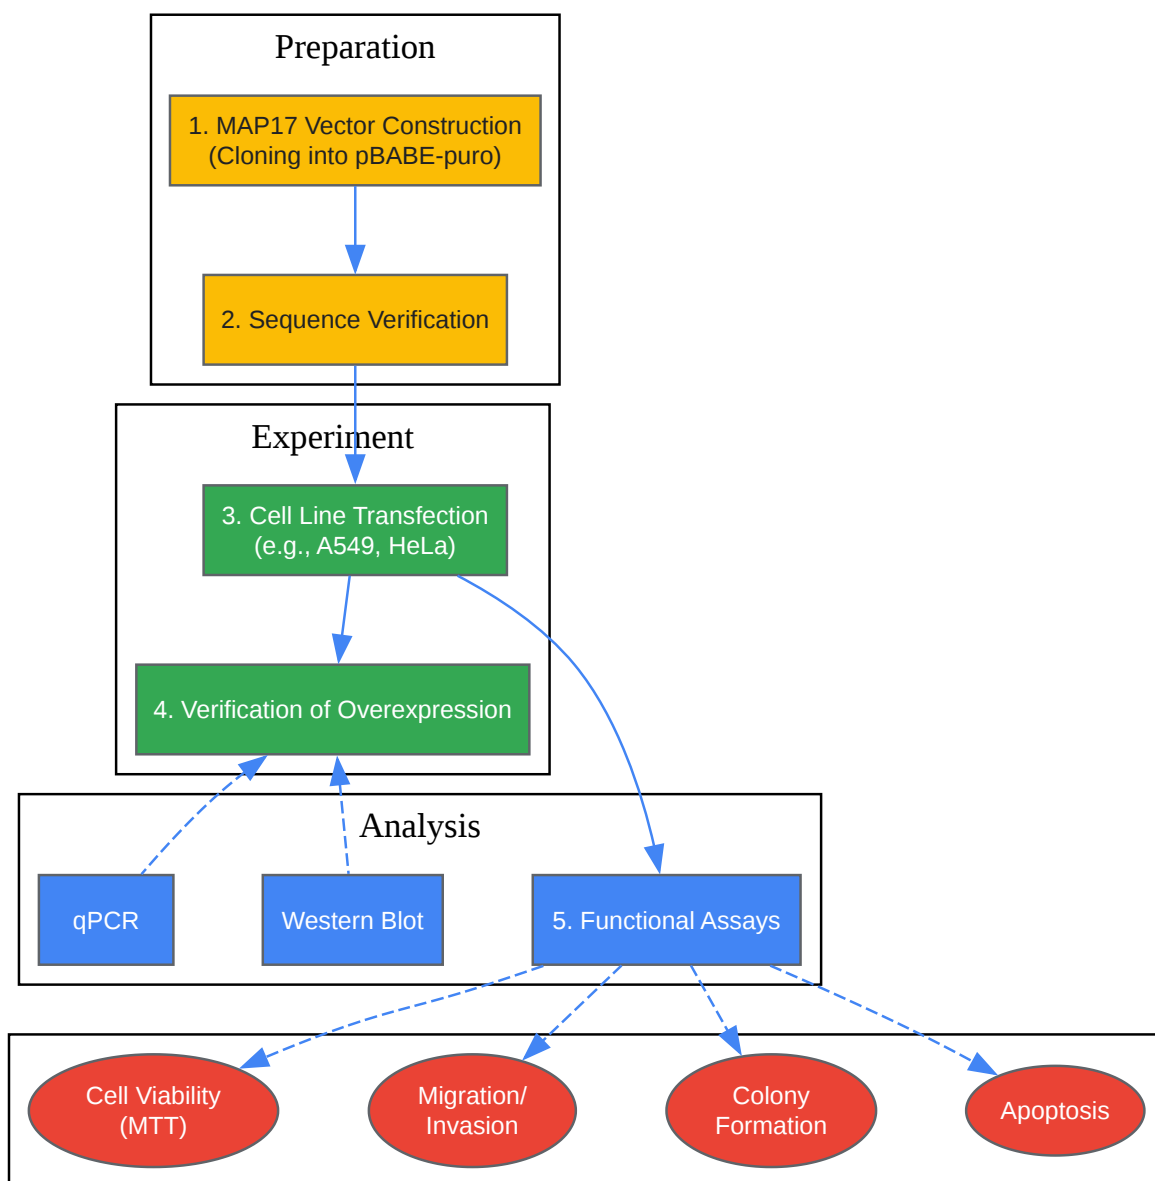 Preparation
1. MAP17 Vector Construction
(Cloning into pBABE-puro)
2. Sequence Verification
Experiment
3. Cell Line Transfection
(e.g., A549, HeLa)
4. Verification of Overexpression
Analysis
qPCR
Western Blot
5. Functional Assays
Cell Viability
(MTT)
Migration/
Invasion
Colony
Formation
Apoptosis